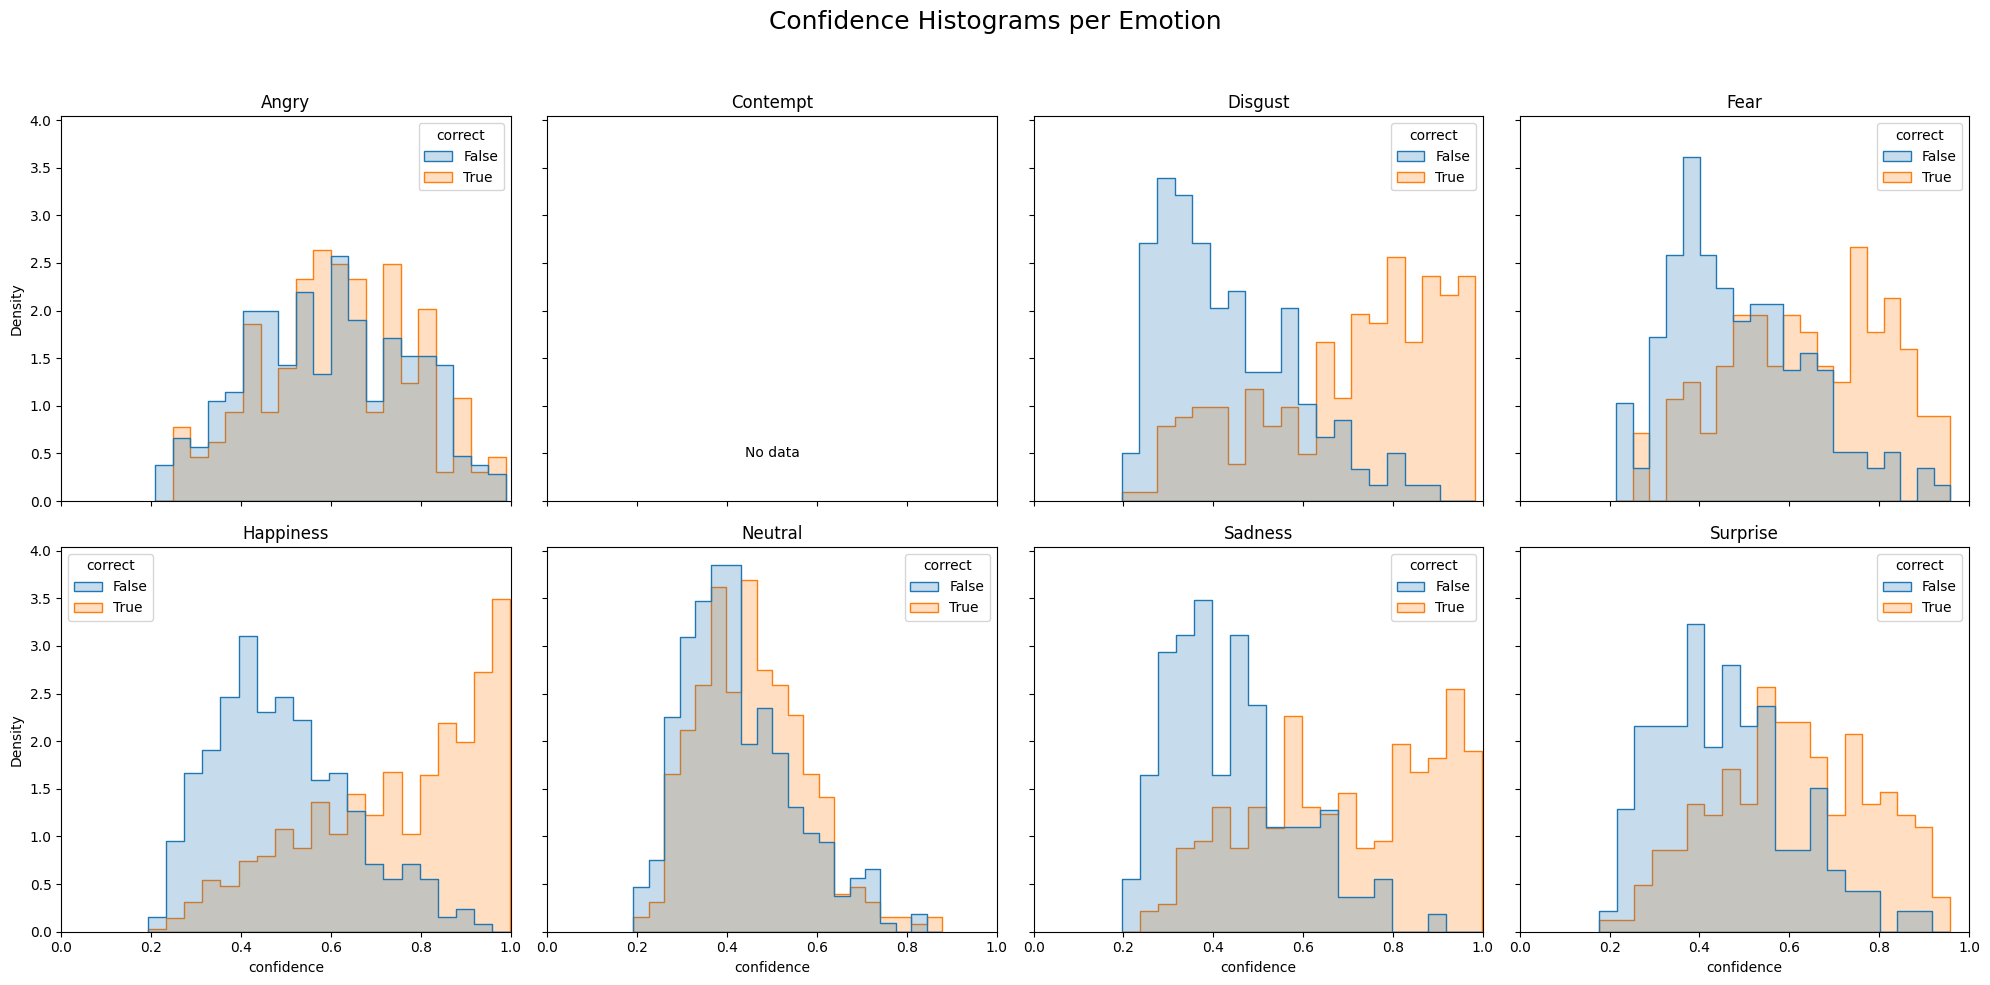 Confidence Histograms per Emotion
Angry
Contempt
Disgust
Fear
4.0
3.5
3.0
2.5
2.0
1.5
1.0
0.5
0.0
Density
correct
False
True
No data
correct
False
True
correct
False
True
Happiness
Neutral
Sadness
Surprise
4.0
3.5
3.0
2.5
2.0
1.5
1.0
0.5
0.0
Density
correct
False
True
correct
False
True
correct
False
True
correct
False
True
0.0 0.2 0.4 0.6 0.8 1.0
confidence
0.0 0.2 0.4 0.6 0.8 1.0
confidence
0.0 0.2 0.4 0.6 0.8 1.0
confidence
0.0 0.2 0.4 0.6 0.8 1.0
confidence